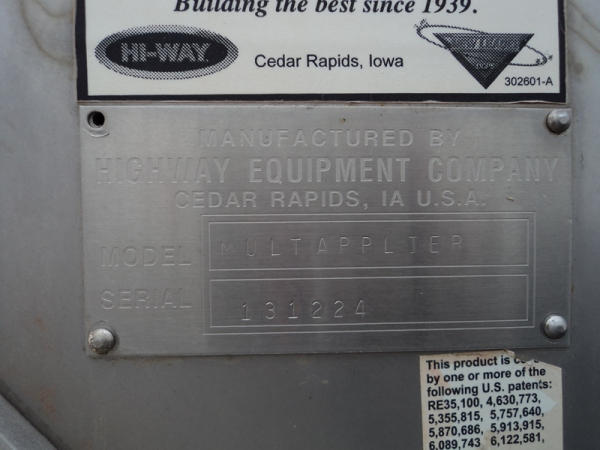 Building the best since 1939.
HI-WAY
Cedar Rapids, Iowa
302601-A
MANUFACTURED BY
HIGHWAY EQUIPMENT COMPANY
CEDAR RAPIDS, IA U.S.A.
MODEL MULTAPPLIER
SERIAL 131224
This product is
by one or more of the
following U.S. patents:
RE35,100, 4,630,773,
5,355,815, 5,757,640,
5,870,686, 5,913,915,
6,089,743 6,122,581,